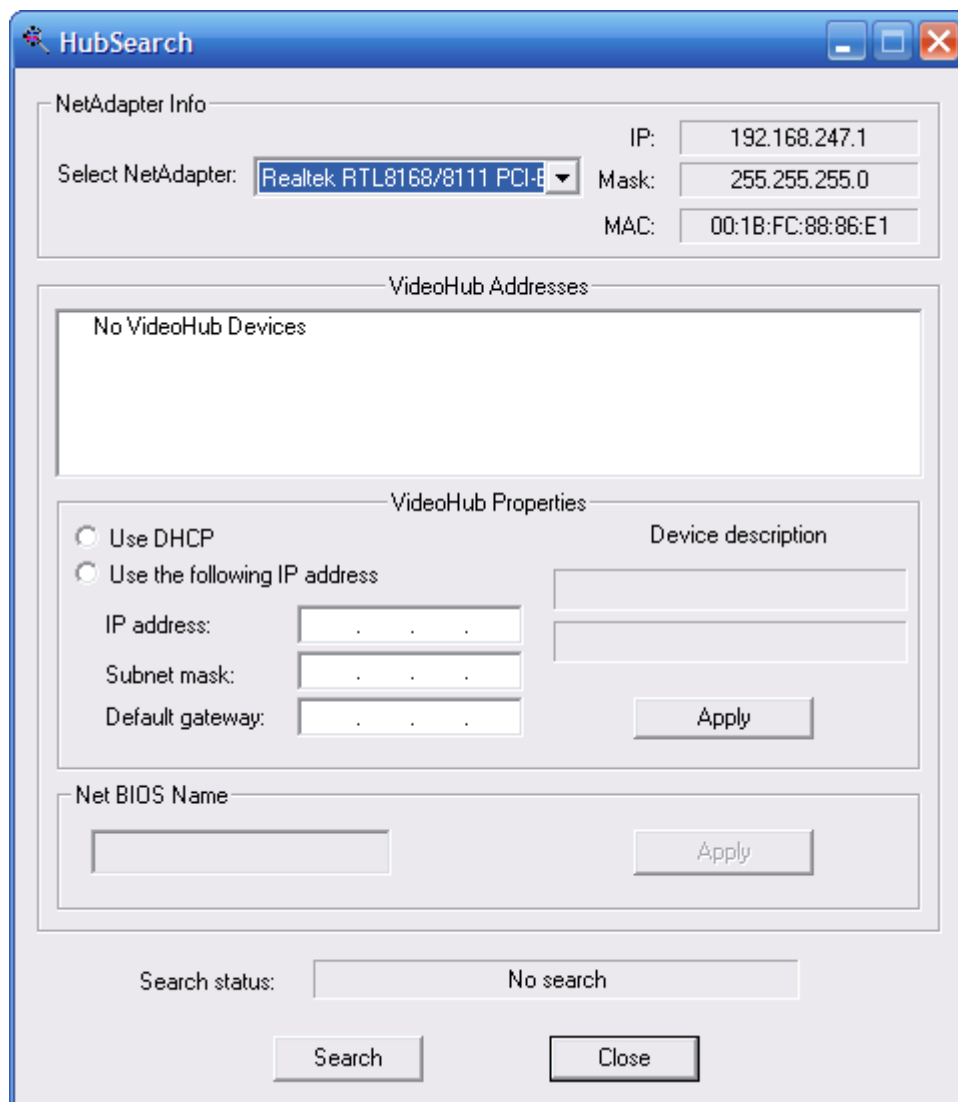 HubSearch
NetAdapter Info
Select NetAdapter: Realtek RTL8168/8111 PCI-E
IP: 192.168.247.1
Mask: 255.255.255.0
MAC: 00:1B:FC:88:86:E1
VideoHub Addresses
No VideoHub Devices
VideoHub Properties
Use DHCP
Use the following IP address
IP address: . . .
Subnet mask: . . .
Default gateway: . . .
Device description
Apply
Net BIOS Name
Apply
Search status: No search
Search Close